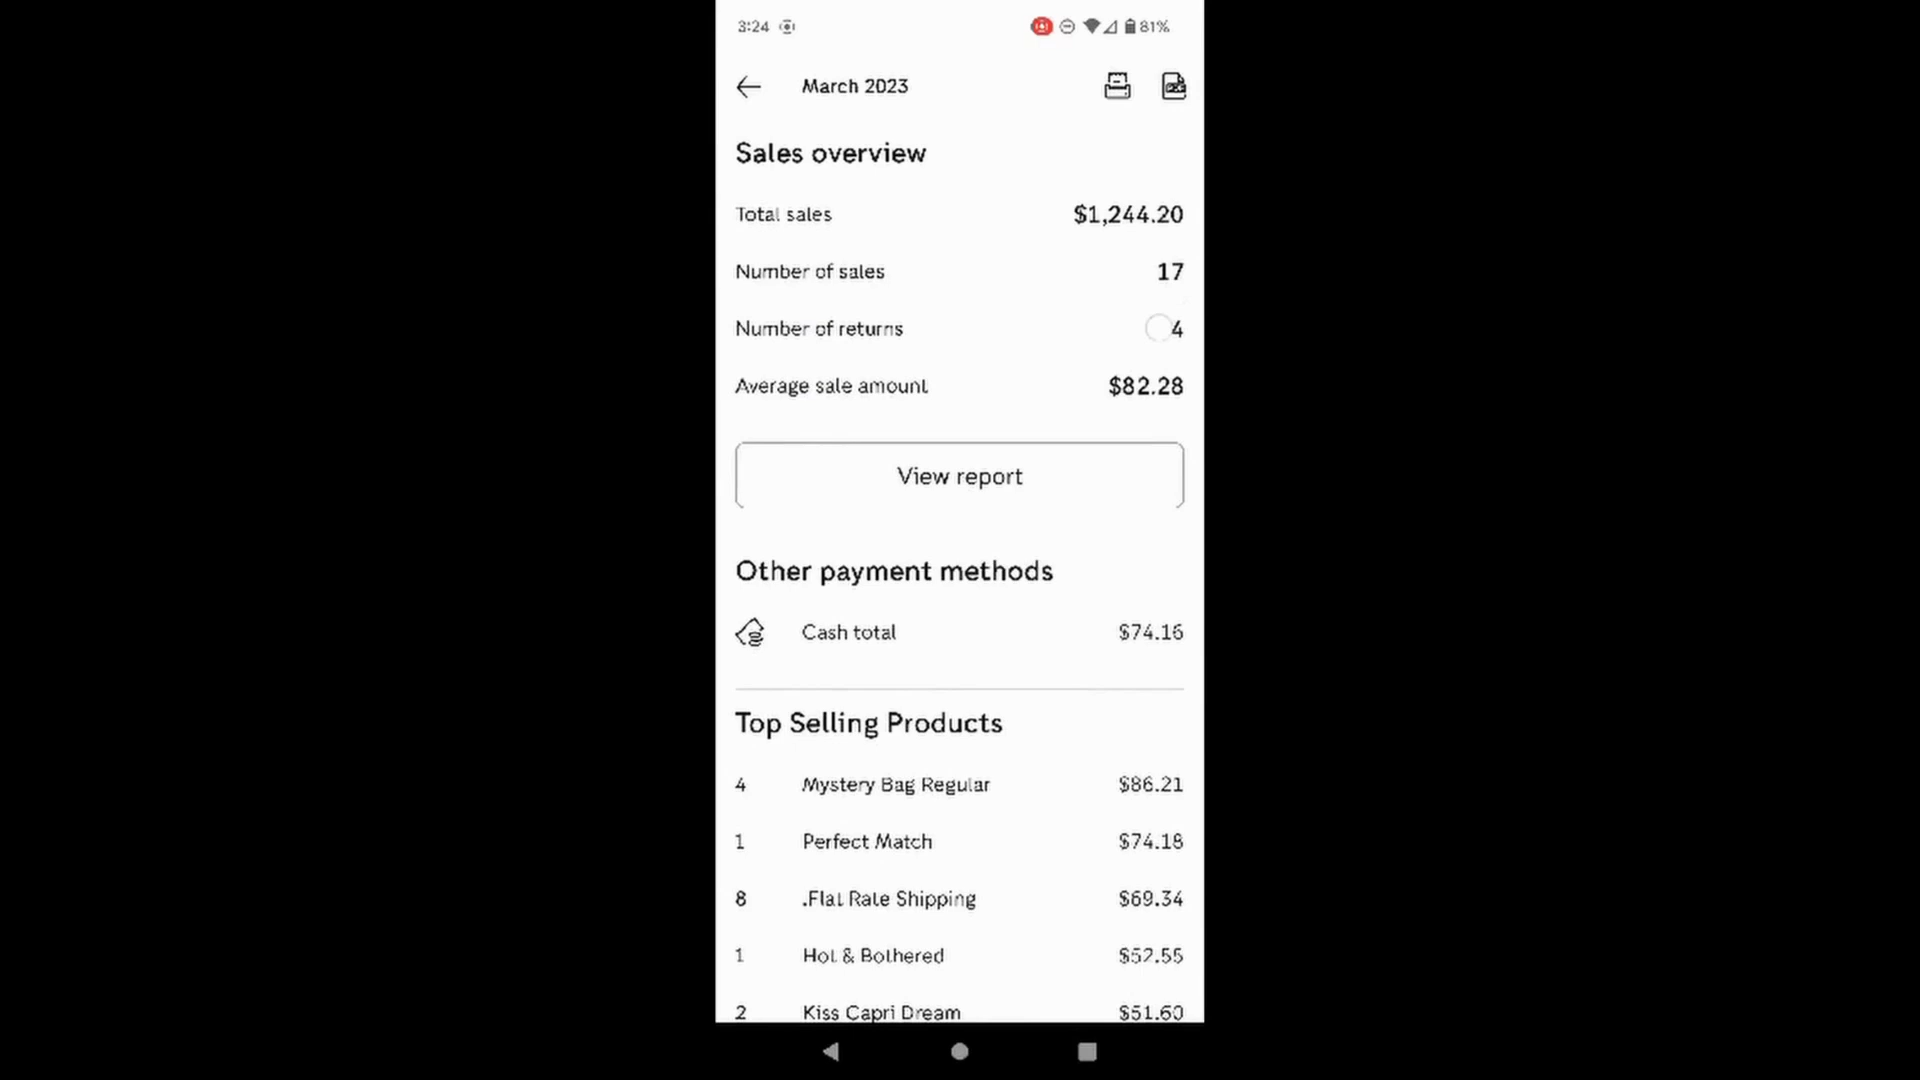 3:24 81%
March 2023
Sales overview
Total sales $1,244.20
Number of sales 17
Number of returns 4
Average sale amount $82.28
View report
Other payment methods
Cash total $74.16
Top Selling Products
4 Mystery Bag Regular $86.21
1 Perfect Match $74.18
8 .Flat Rate Shipping $69.34
1 Hot & Bothered $52.55
2 Kiss Capri Dream $51.60